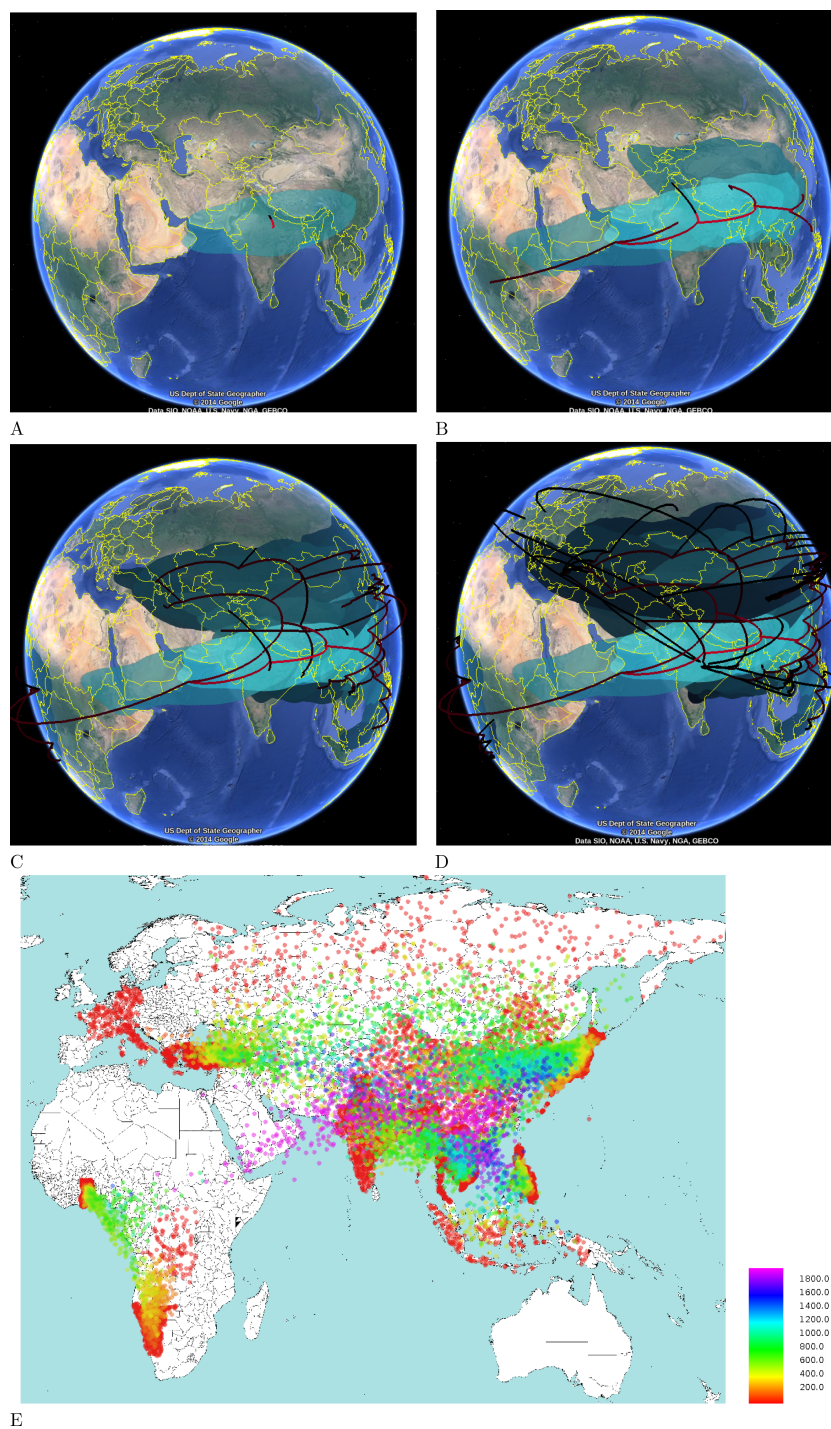 US Dept of State Geographer
© 2014 Google
Data SIO, NOAA, U.S. Navy, NGA, GEBCO
A
US Dept of State Geographer
© 2014 Google
Data SIO, NOAA, U.S. Navy, NGA, GEBCO
B
US Dept of State Geographer
© 2014 Google
C
US Dept of State Geographer
© 2014 Google
Data SIO, NOAA, U.S. Navy, NGA, GEBCO
D
1800.0
1600.0
1400.0
1200.0
1000.0
800.0
600.0
400.0
200.0
E